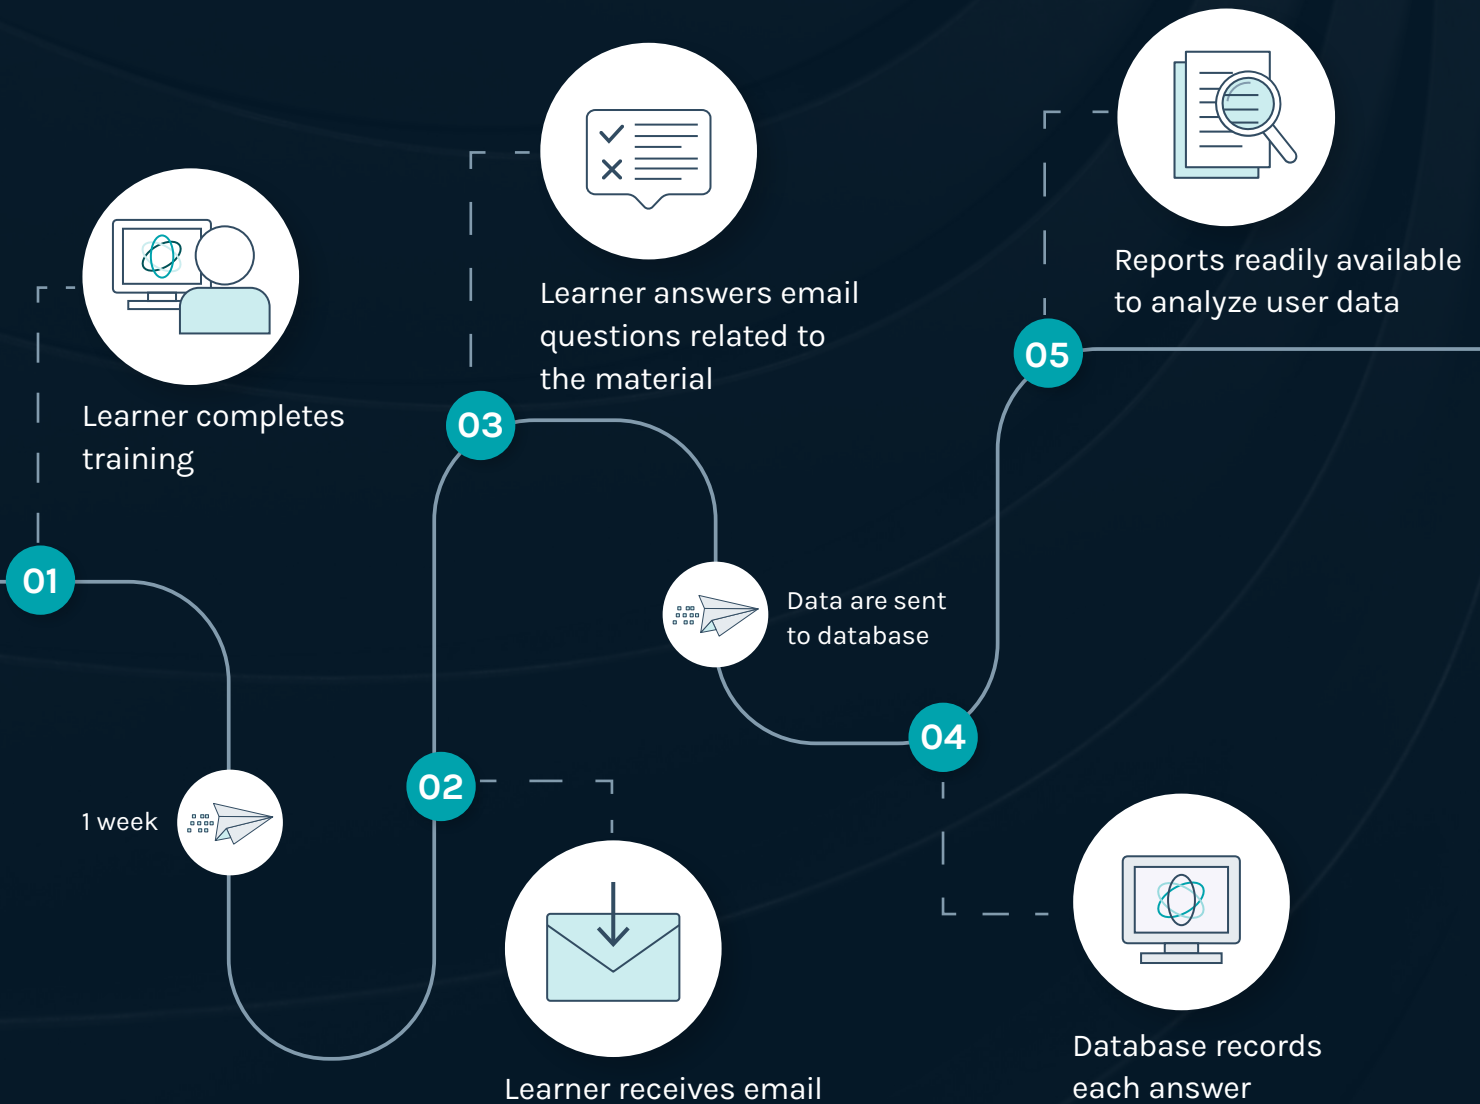 01
Learner completes
training
1 week
02
Learner receives email
03
Learner answers email
questions related to
the material
Data are sent
to database
04
Database records
each answer
05
Reports readily available
to analyze user data